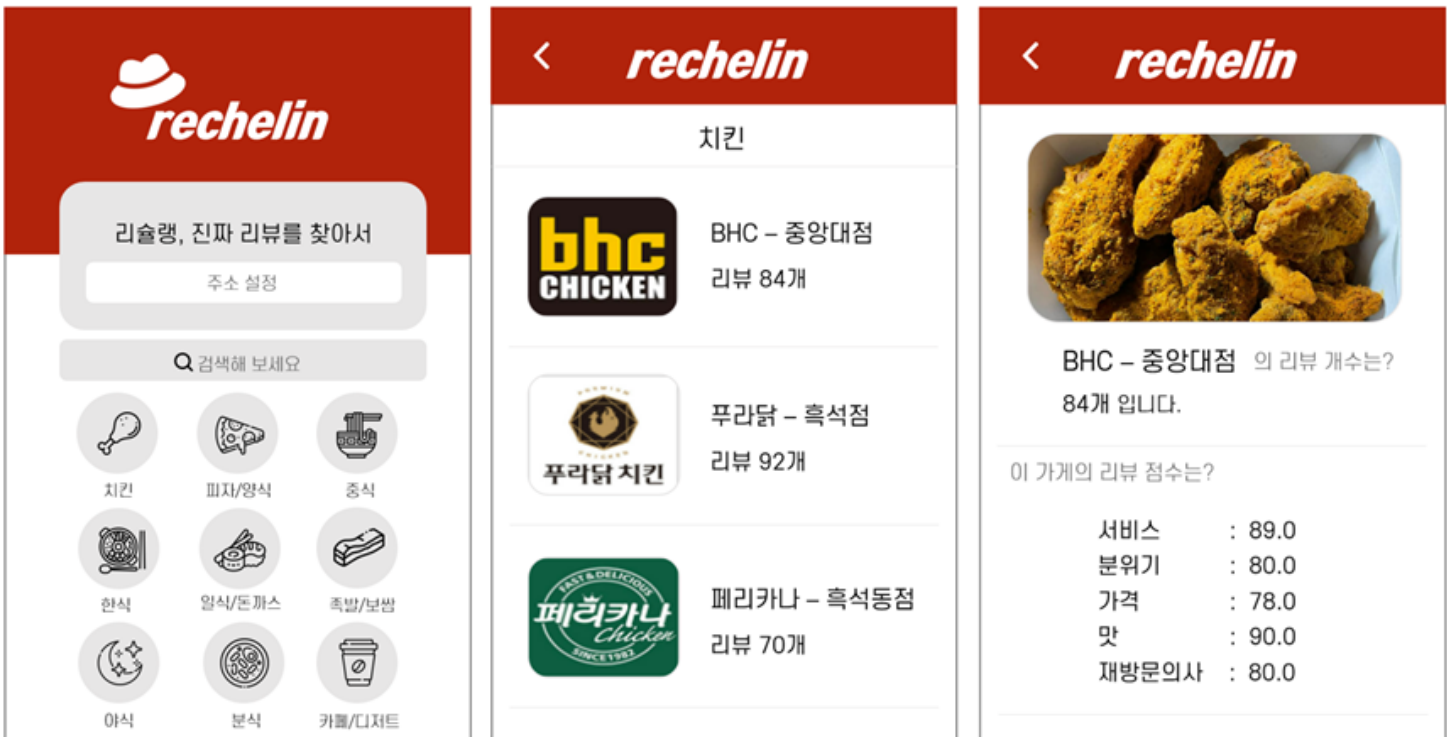 rechelin
리슐랭, 진짜 리뷰를 찾아서
주소 설정
검색해 보세요
치킨
피자/양식
중식
한식
일식/돈까스
족발/보쌈
야식
분식
카페/디저트
rechelin
치킨
bhc
CHICKEN
BHC – 중앙대점
리뷰 84개
PREMIUM
CHICKEN
푸라닭 치킨
푸라닭 – 흑석점
리뷰 92개
FAST & DELICIOUS
페리카나
Chicken
SINCE 1982
페리카나 – 흑석동점
리뷰 70개
rechelin
BHC – 중앙대점 의 리뷰 개수는?
84개 입니다.
이 가게의 리뷰 점수는?
서비스 : 89.0
분위기 : 80.0
가격 : 78.0
맛 : 90.0
재방문의사 : 80.0